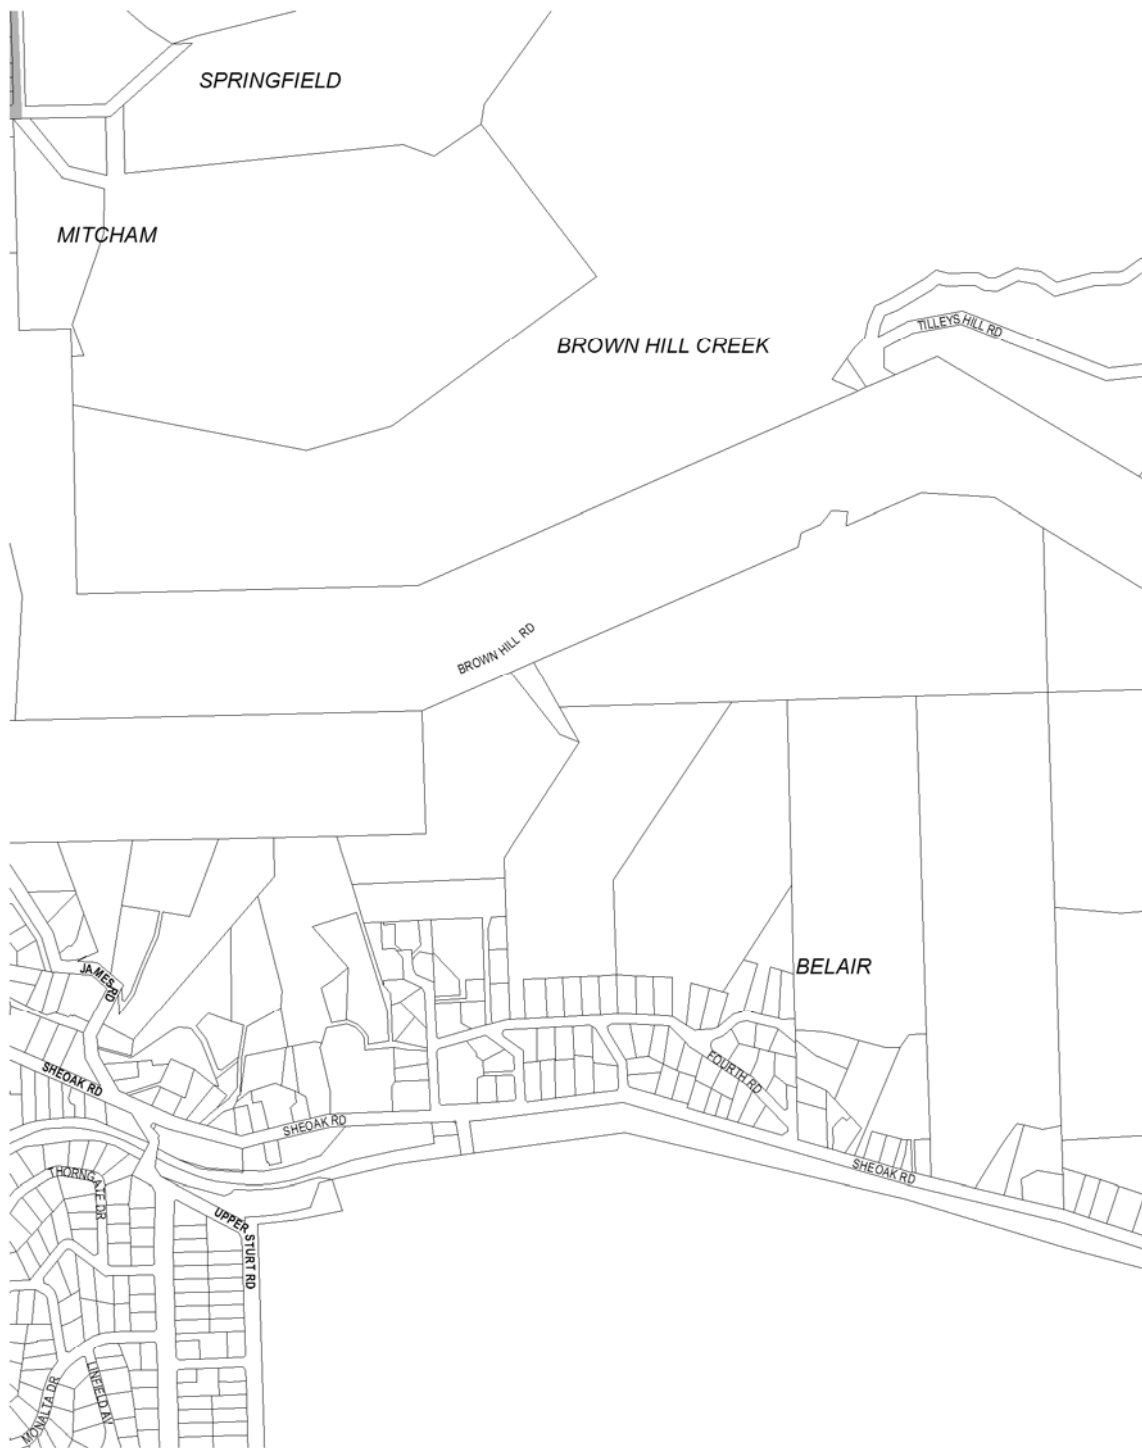 SPRINGFIELD
MITCHAM
TILLEYS HILL RD
BROWN HILL CREEK
BROWN HILL RD
BELAIR
JAMES RD
SHEOAK RD
FOURTH RD
SHEOAK RD
SHEOAK RD
THORNGATE DR
UPPER STURT RD
LINFIELD AV
MONALTA DR